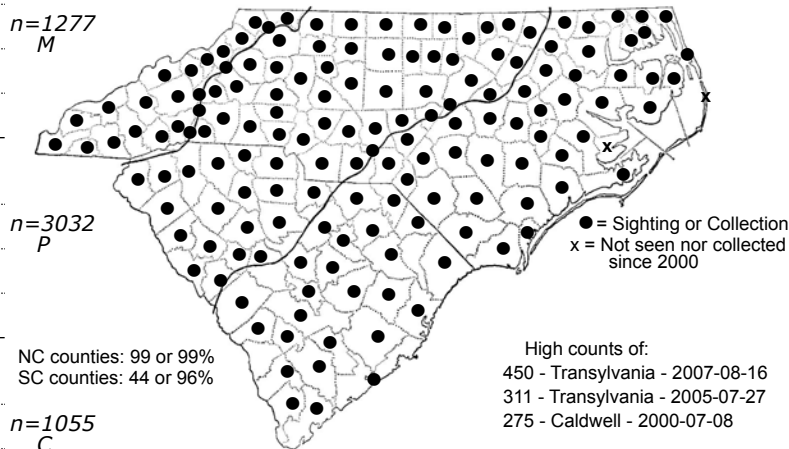 n=1277
M
n=3032
P
● = Sighting or Collection
x = Not seen nor collected
since 2000
NC counties: 99 or 99%
SC counties: 44 or 96%
High counts of:
450 - Transylvania - 2007-08-16
311 - Transylvania - 2005-07-27
275 - Caldwell - 2000-07-08
n=1055
C
x
x